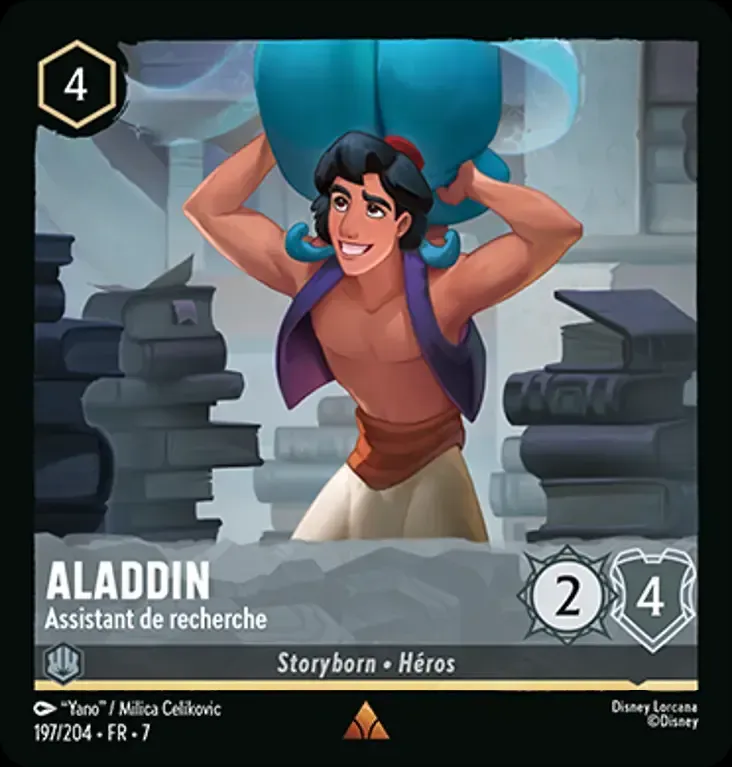 4
ALADDIN
Assistant de recherche
2
4
Storyborn • Héros
“Yano” / Milica Celikovic
197/204 • FR • 7
Disney Lorcana
©Disney